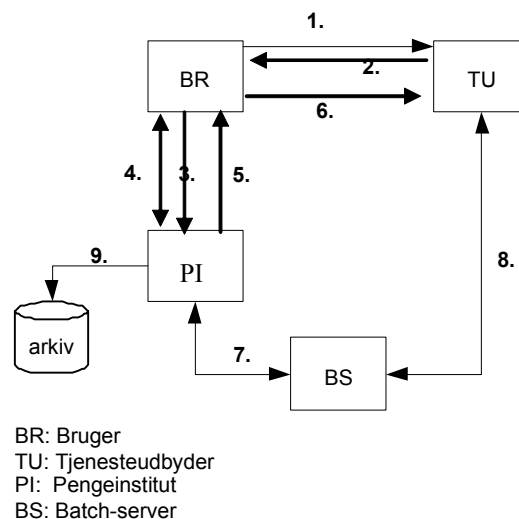 1.
BR
2.
TU
6.
4.
3.
5.
9.
PI
8.
arkiv
7.
BS
BR: Bruger
TU: Tjenesteudbyder
PI: Pengeinstitut
BS: Batch-server